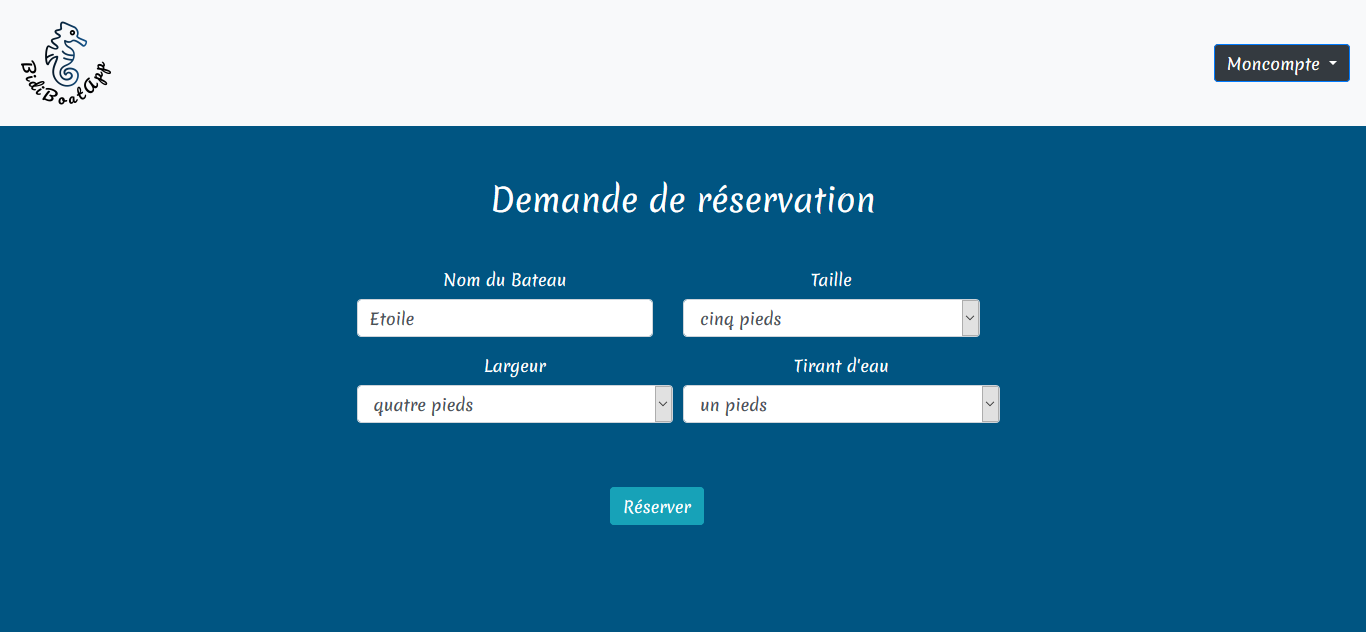 BidiBoatApp
Moncompte
Demande de réservation
Nom du Bateau
Taille
Etoile
cinq pieds
Largeur
Tirant d'eau
quatre pieds
un pieds
Réserver